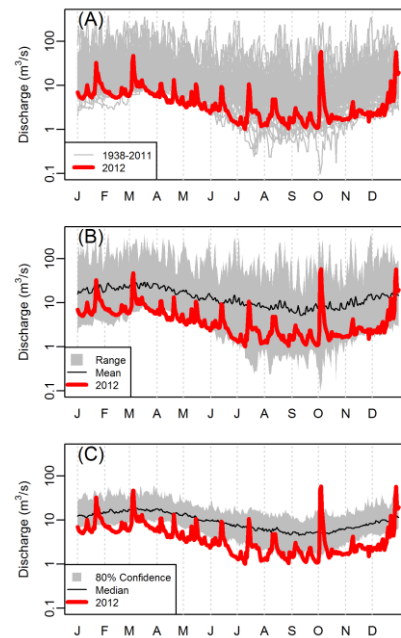 (A)
Discharge (m³/s)
100
10
1
0.1
1938-2011
2012
J F M A M J J A S O N D
(B)
Discharge (m³/s)
100
10
1
0.1
Range
Mean
2012
J F M A M J J A S O N D
(C)
Discharge (m³/s)
100
10
1
0.1
80% Confidence
Median
2012
J F M A M J J A S O N D